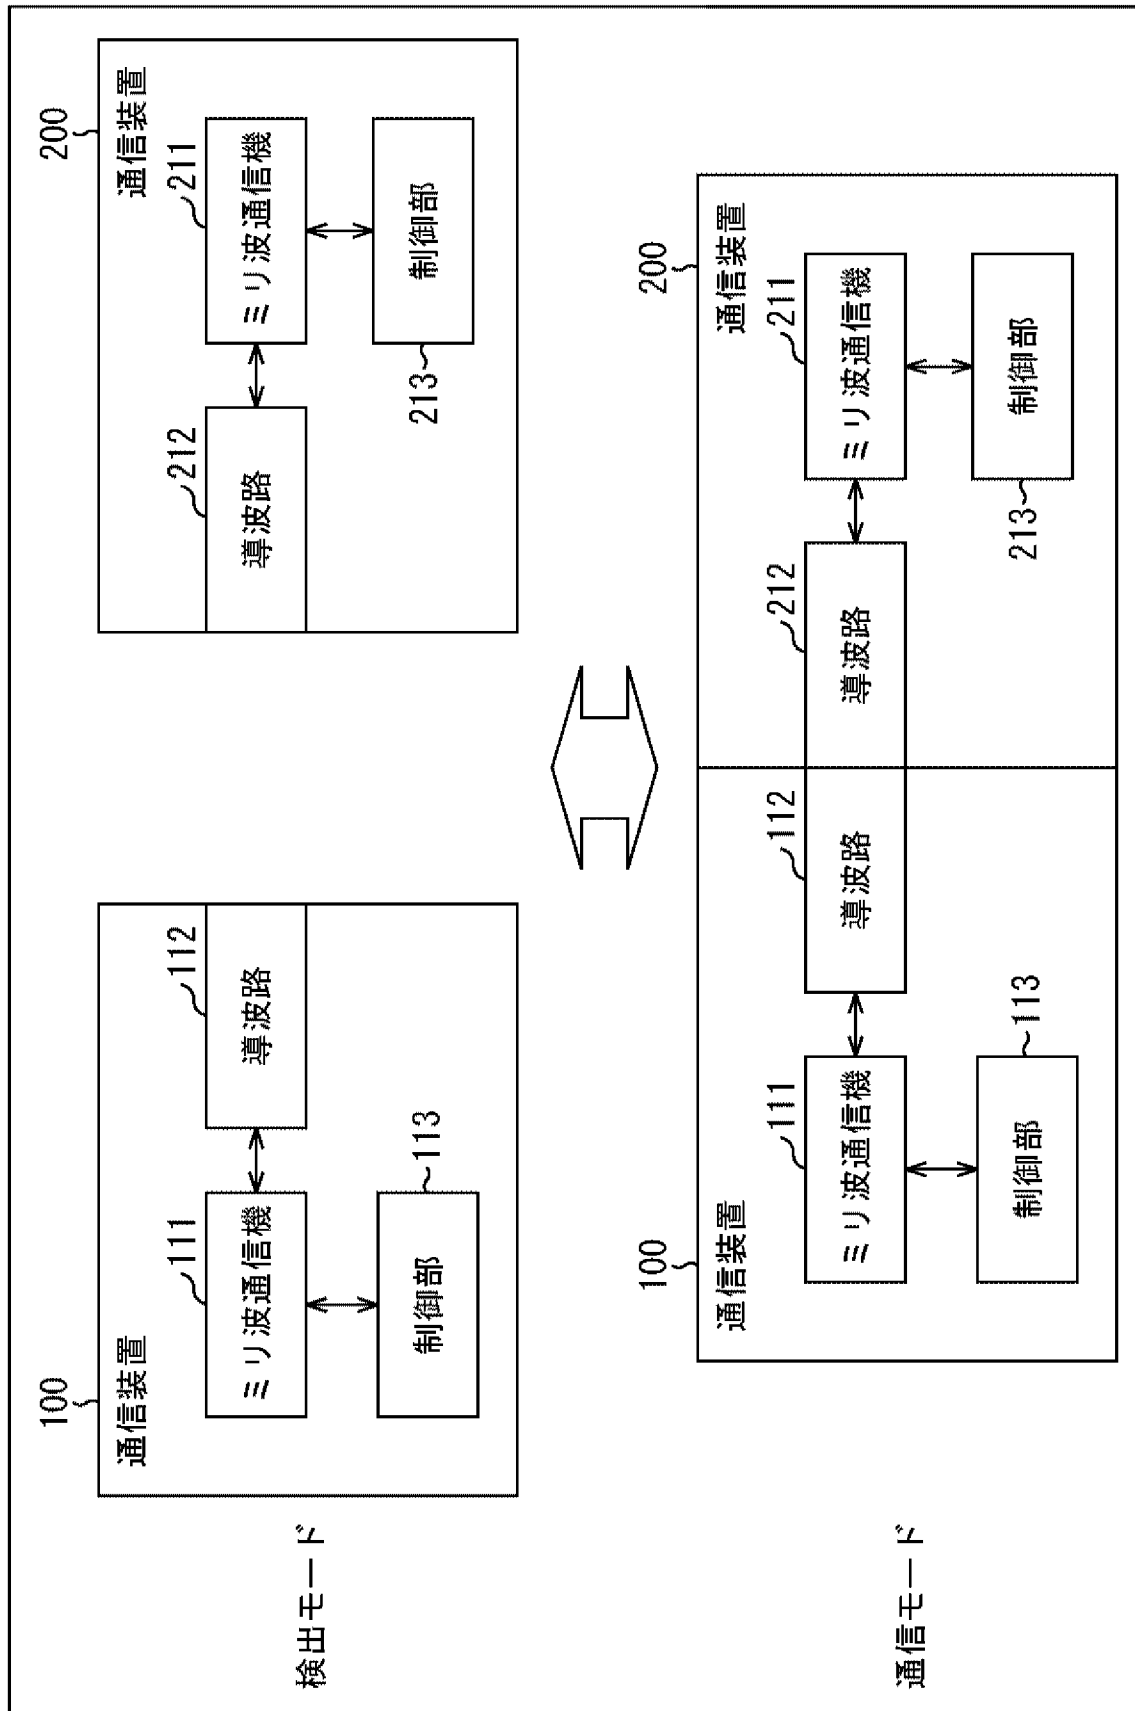 検出モード
100
通信装置
111
ミリ波通信機
112
導波路
113
制御部
200
通信装置
212
導波路
211
ミリ波通信機
213
制御部
通信モード
100
通信装置
111
ミリ波通信機
112
導波路
113
制御部
200
通信装置
212
導波路
211
ミリ波通信機
213
制御部